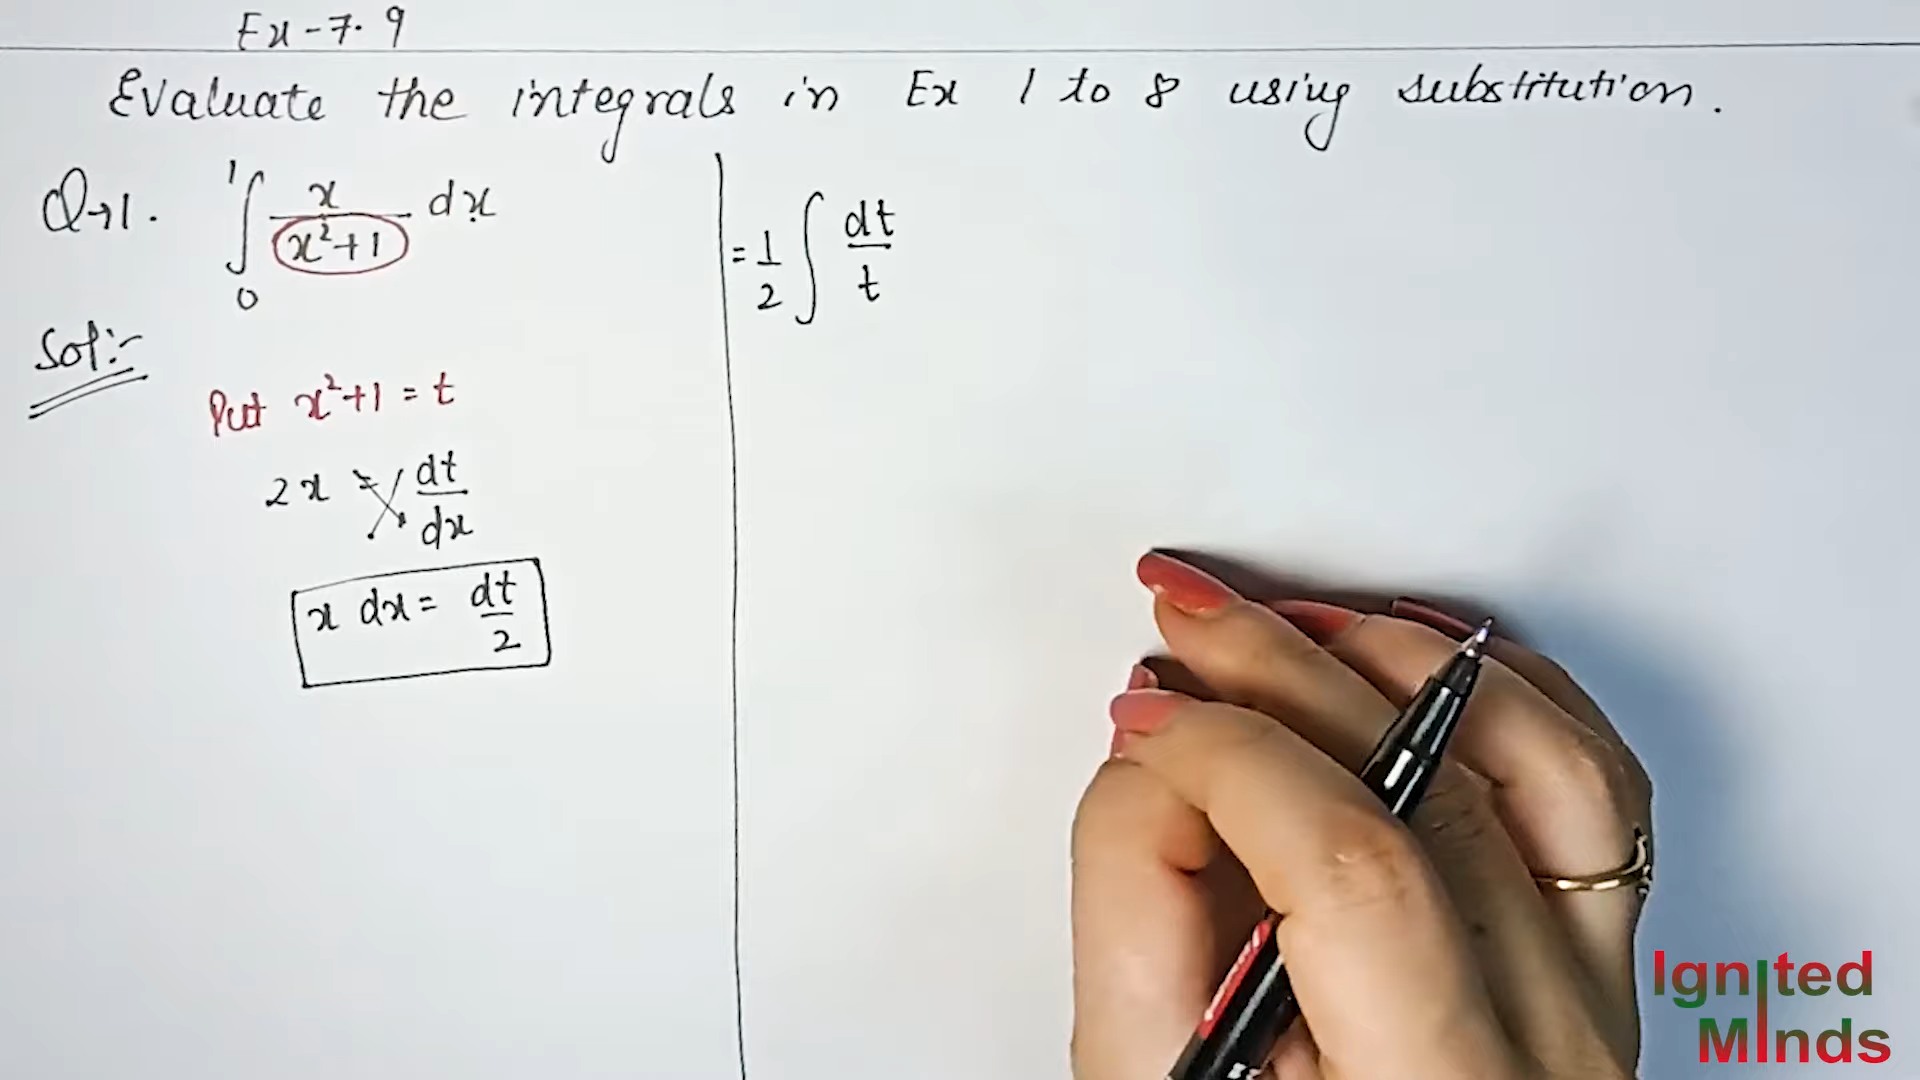 Ex-7.9
Evaluate the integrals in Ex 1 to 8 using substitution.
Q→1. ∫₀¹ x/(x²+1) dx
Sol:-
Put x²+1 = t
2x = dt/dx
x dx = dt/2
= 1/2 ∫ dt/t
Ignited
Minds